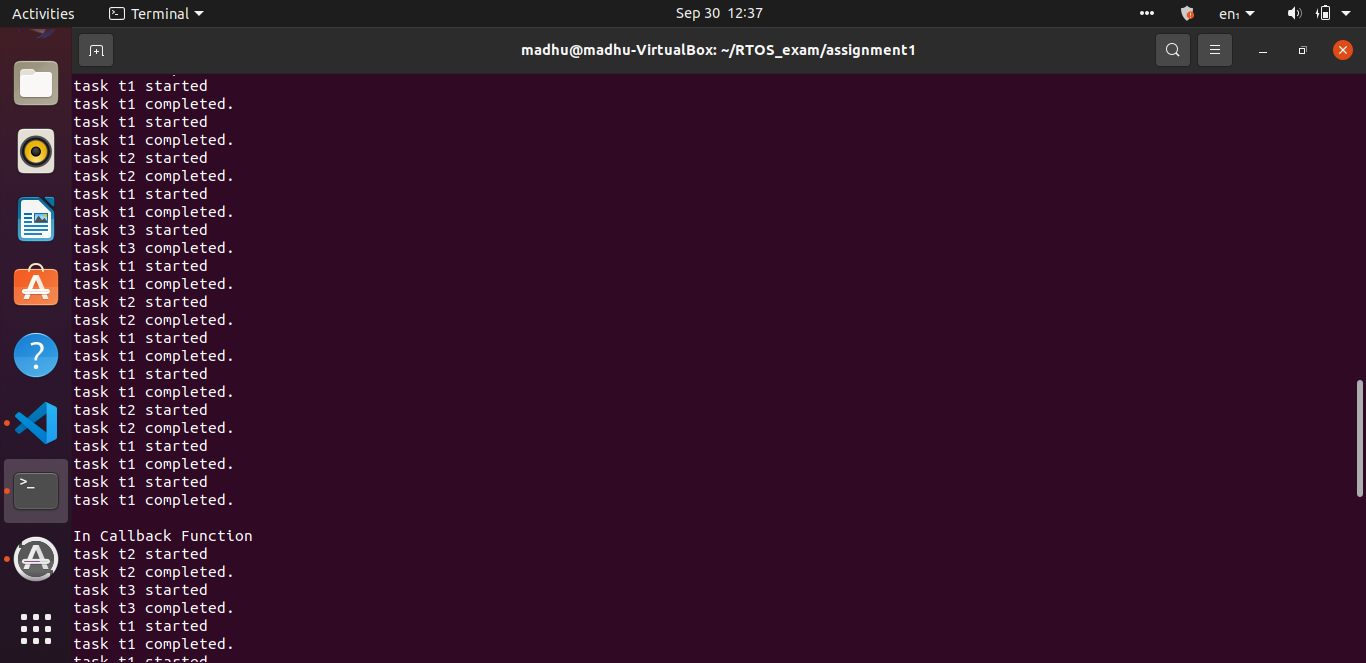 Activities
Terminal
Sep 30 12:37
en₁
madhu@madhu-VirtualBox: ~/RTOS_exam/assignment1
task t1 started
task t1 completed.
task t1 started
task t1 completed.
task t2 started
task t2 completed.
task t1 started
task t1 completed.
task t3 started
task t3 completed.
task t1 started
task t1 completed.
task t2 started
task t2 completed.
task t1 started
task t1 completed.
task t1 started
task t1 completed.
task t2 started
task t2 completed.
task t1 started
task t1 completed.
task t1 started
task t1 completed.
In Callback Function
task t2 started
task t2 completed.
task t3 started
task t3 completed.
task t1 started
task t1 completed.
task t1 started